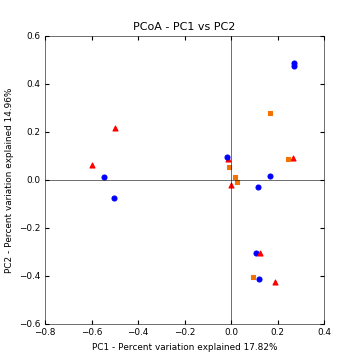 PCoA - PC1 vs PC2
0.6
0.4
0.2
0.0
−0.2
−0.4
−0.6
PC2 - Percent variation explained 14.96%
−0.8 −0.6 −0.4 −0.2 0.0 0.2 0.4
PC1 - Percent variation explained 17.82%